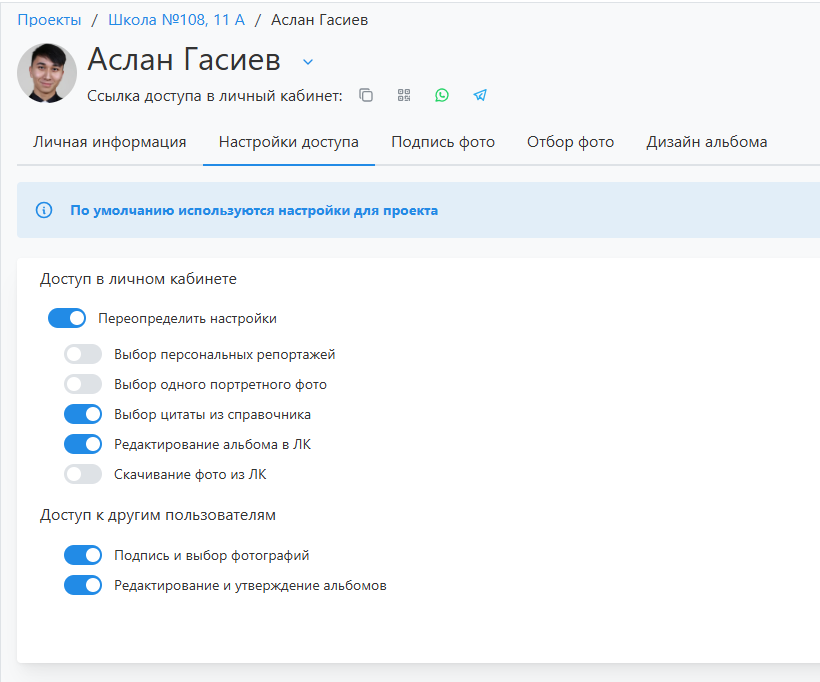 Проекты / Школа №108, 11 А / Аслан Гасиев
Аслан Гасиев
Ссылка доступа в личный кабинет:
Личная информация Настройки доступа Подпись фото Отбор фото Дизайн альбома
По умолчанию используются настройки для проекта
Доступ в личном кабинете
Переопределить настройки
Выбор персональных репортажей
Выбор одного портретного фото
Выбор цитаты из справочника
Редактирование альбома в ЛК
Скачивание фото из ЛК
Доступ к другим пользователям
Подпись и выбор фотографий
Редактирование и утверждение альбомов